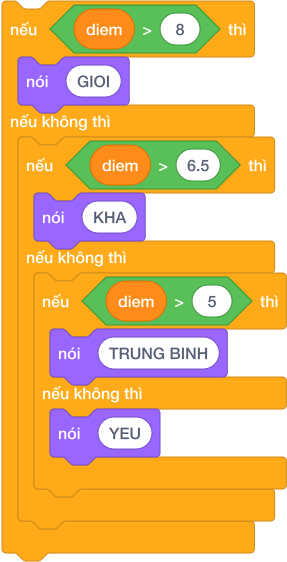 nếu diem > 8 thì
nói GIOI
nếu không thì
nếu diem > 6.5 thì
nói KHA
nếu không thì
nếu diem > 5 thì
nói TRUNG BINH
nếu không thì
nói YEU